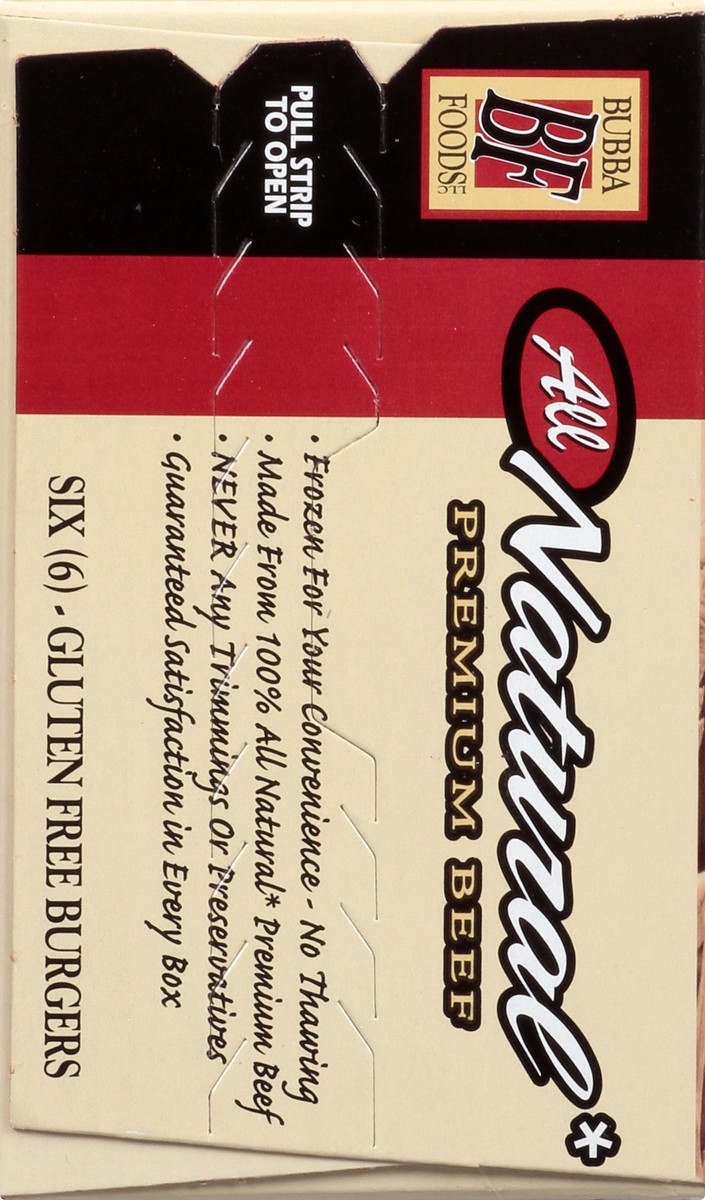 BUBBA
BF
FOODS
PULL STRIP
TO OPEN
All
Natural*
PREMIUM BEEF
• Frozen For Your Convenience - No Thawing
• Made From 100% All Natural* Premium Beef
• NEVER Any Trimmings Or Preservatives
• Guaranteed Satisfaction in Every Box
SIX (6) - GLUTEN FREE BURGERS